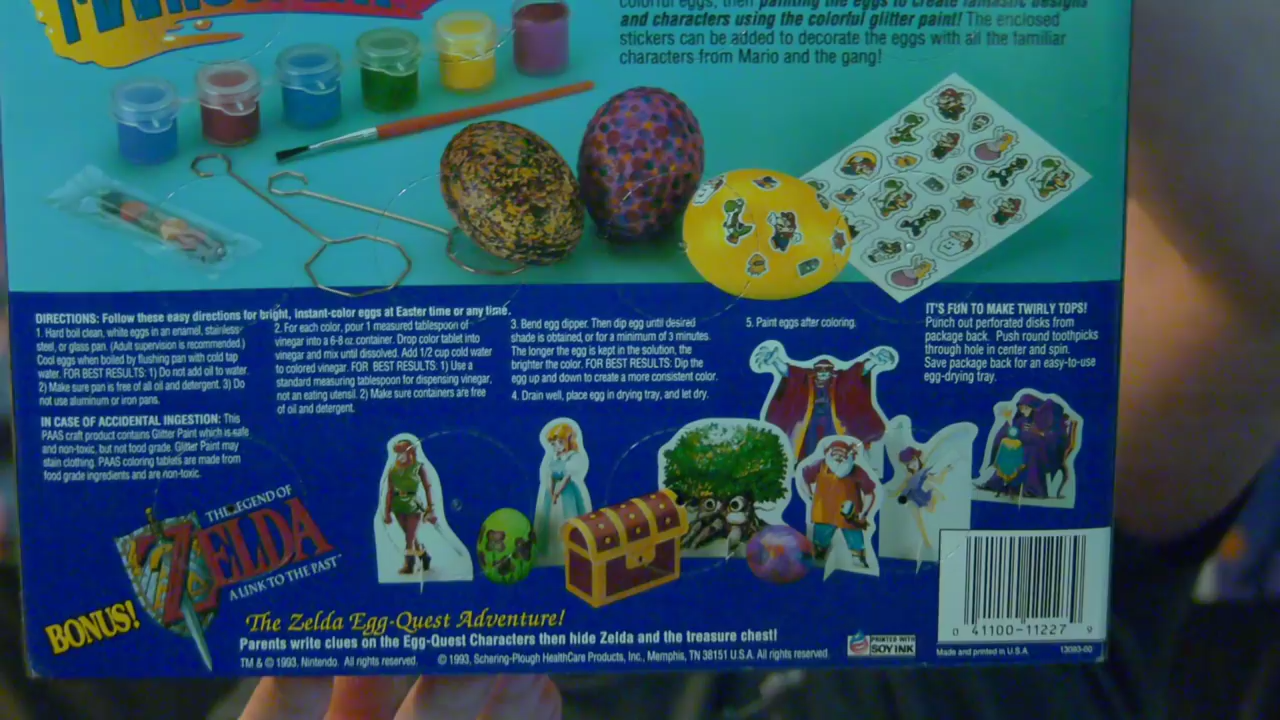 colorful eggs, then painting the eggs to create fantastic designs
and characters using the colorful glitter paint! The enclosed
stickers can be added to decorate the eggs with all the familiar
characters from Mario and the gang!
DIRECTIONS: Follow these easy directions for bright, instant-color eggs at Easter time or any time.
1. Hard boil clean, white eggs in an enamel, stainless-
steel, or glass pan. (Adult supervision is recommended.)
Cool eggs when boiled by flushing pan with cold tap
water. FOR BEST RESULTS: 1) Do not add oil to water.
2) Make sure pan is free of all oil and detergent. 3) Do
not use aluminum or iron pans.
2. For each color, pour 1 measured tablespoon of
vinegar into a 6-8 oz. container. Drop color tablet into
vinegar and mix until dissolved. Add 1/2 cup cold water
to colored vinegar. FOR BEST RESULTS: 1) Use a
standard measuring tablespoon for dispensing vinegar,
not an eating utensil. 2) Make sure containers are free
of oil and detergent.
3. Bend egg dipper. Then dip egg until desired
shade is obtained, or for a minimum of 3 minutes.
The longer the egg is kept in the solution, the
brighter the color. FOR BEST RESULTS: Dip the
egg up and down to create a more consistent color.
4. Drain well, place egg in drying tray, and let dry.
5. Paint eggs after coloring.
IT'S FUN TO MAKE TWIRLY TOPS!
Punch out perforated disks from
package back. Push round toothpicks
through hole in center and spin.
Save package back for an easy-to-use
egg-drying tray.
IN CASE OF ACCIDENTAL INGESTION: This
PAAS craft product contains Glitter Paint which is safe
and non-toxic, but not food grade. Glitter Paint may
stain clothing. PAAS coloring tablets are made from
food grade ingredients and are non-toxic.
THE LEGEND OF
ZELDA
A LINK TO THE PAST
BONUS!
The Zelda Egg-Quest Adventure!
Parents write clues on the Egg-Quest Characters then hide Zelda and the treasure chest!
TM & © 1993, Nintendo. All rights reserved. © 1993, Schering-Plough HealthCare Products, Inc., Memphis, TN 38151 U.S.A. All rights reserved.
PRINTED WITH
SOY INK
0 41100-11227 9
Made and printed in U.S.A. 13093-00